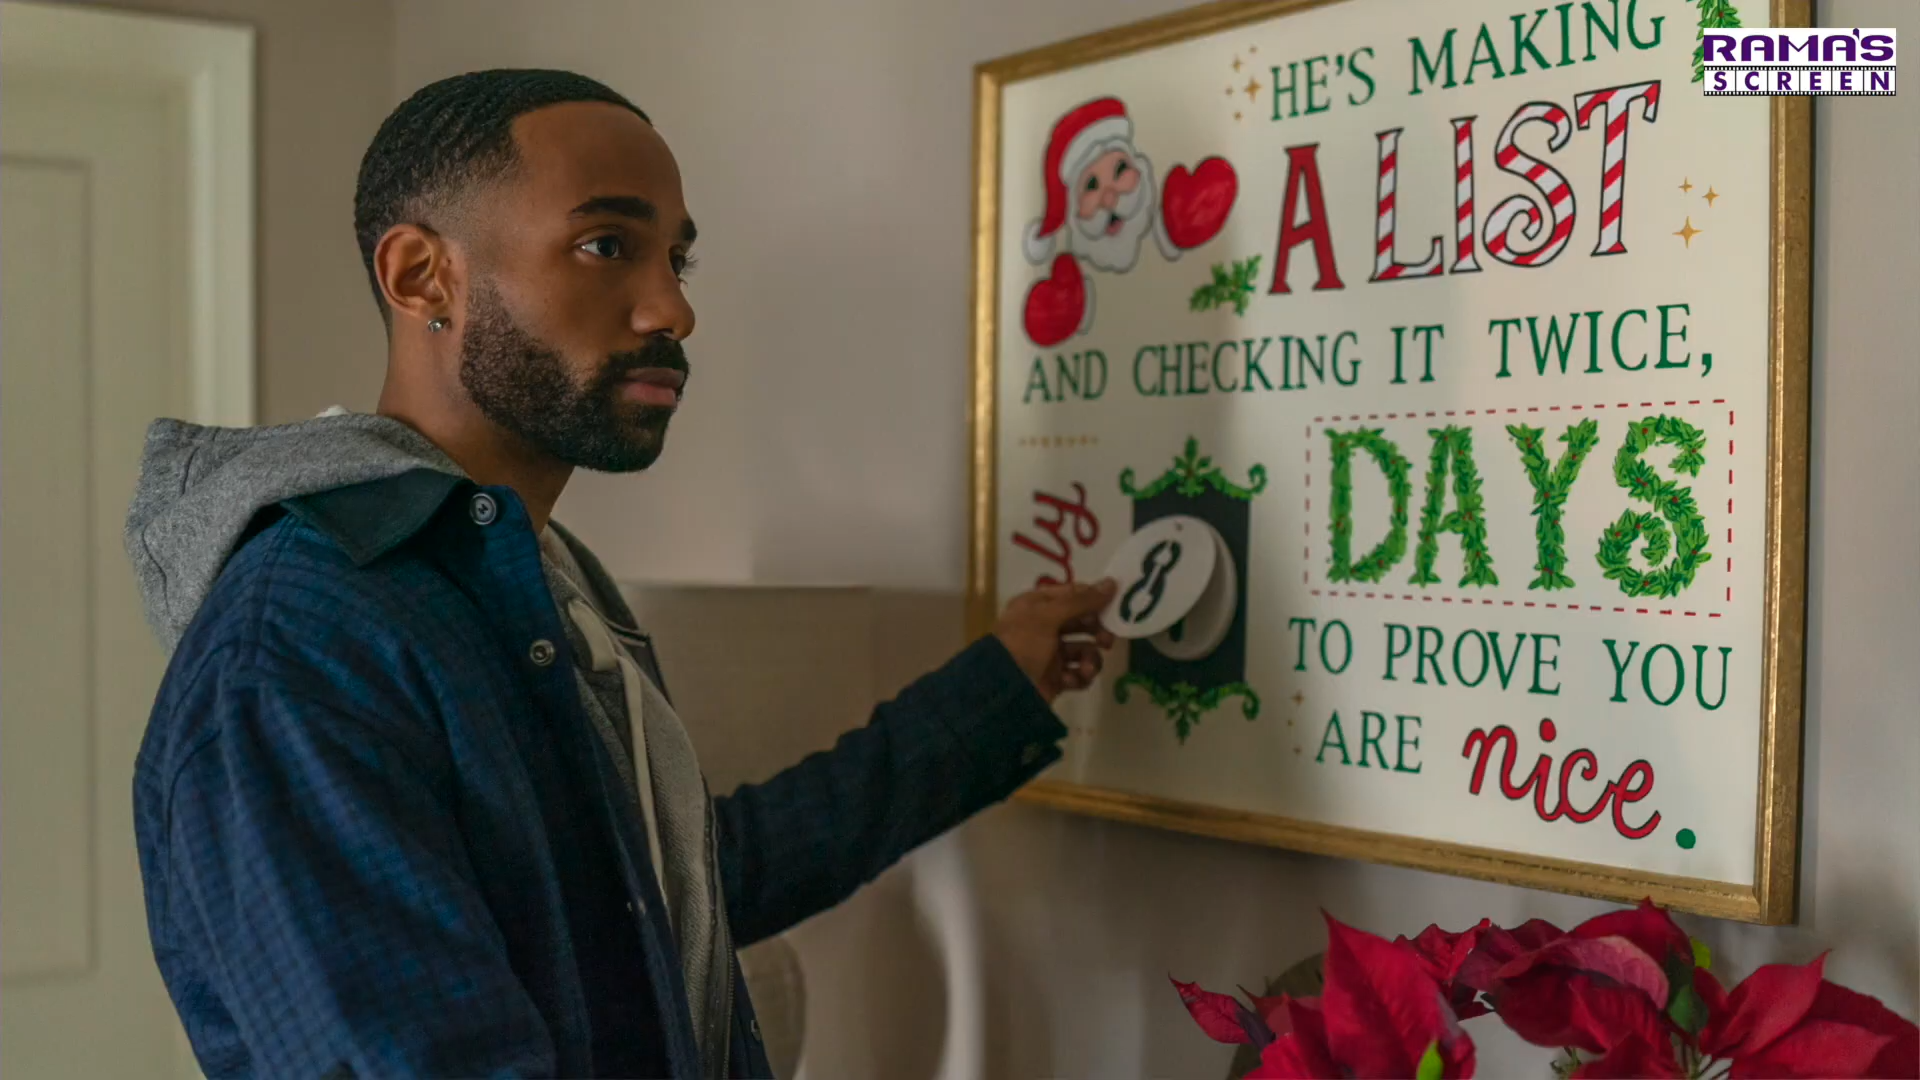 HE'S MAKING
A LIST
AND CHECKING IT TWICE,
8 DAYS
TO PROVE YOU
ARE nice.
RAMA'S
SCREEN